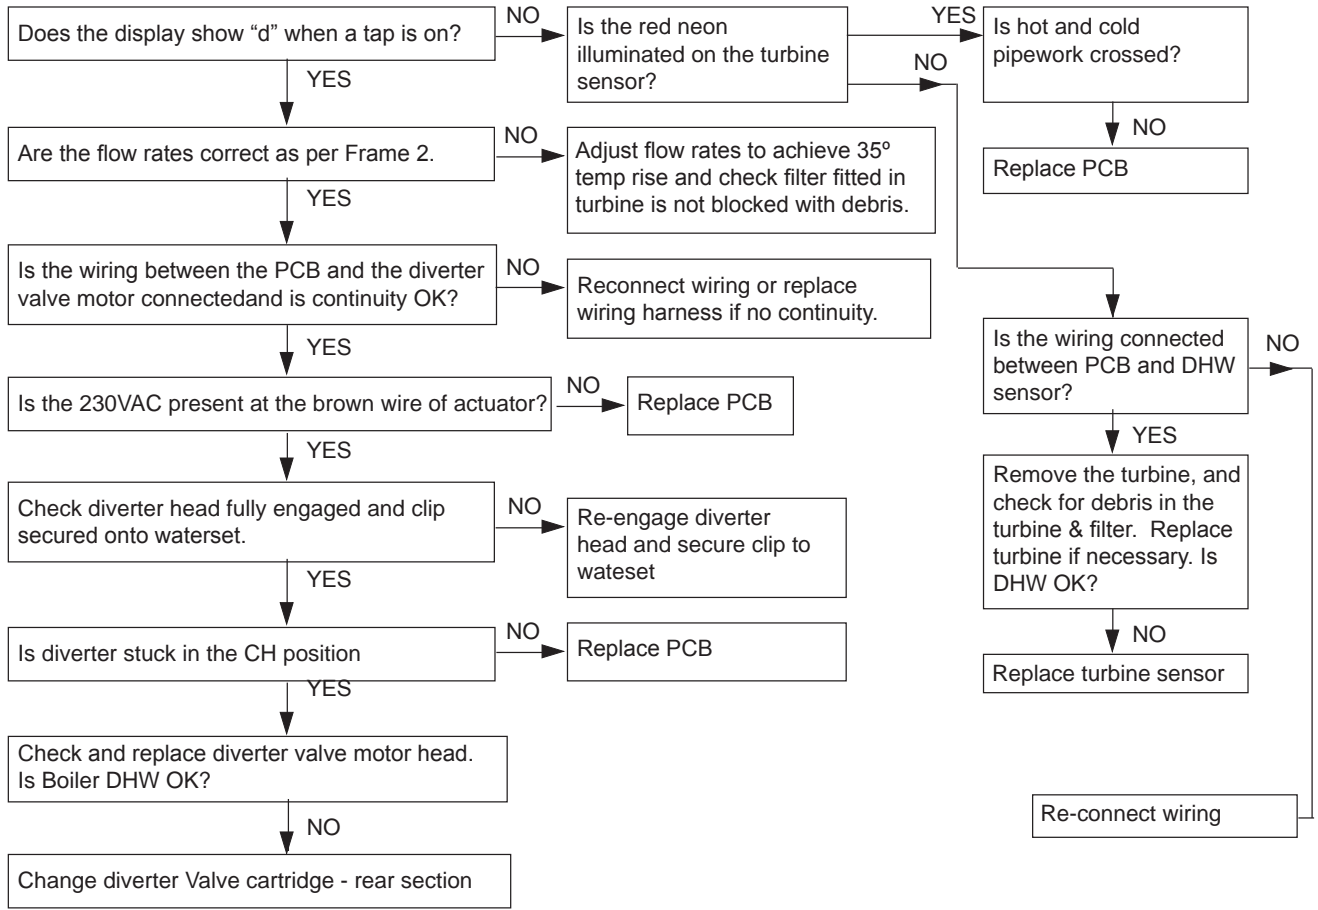 Does the display show “d” when a tap is on?
NO
Is the red neon
illuminated on the turbine
sensor?
YES
NO
Is hot and cold
pipework crossed?
NO
Replace PCB
YES
Are the flow rates correct as per Frame 2.
NO
Adjust flow rates to achieve 35º
temp rise and check filter fitted in
turbine is not blocked with debris.
YES
Is the wiring between the PCB and the diverter
valve motor connectedand is continuity OK?
NO
Reconnect wiring or replace
wiring harness if no continuity.
Is the wiring connected
between PCB and DHW
sensor?
NO
YES
Is the 230VAC present at the brown wire of actuator?
NO
Replace PCB
YES
Remove the turbine, and
check for debris in the
turbine & filter.  Replace
turbine if necessary. Is
DHW OK?
YES
Check diverter head fully engaged and clip
secured onto waterset.
NO
Re-engage diverter
head and secure clip to
wateset
YES
Is diverter stuck in the CH position
NO
Replace PCB
NO
Replace turbine sensor
YES
Check and replace diverter valve motor head.
Is Boiler DHW OK?
Re-connect wiring
NO
Change diverter Valve cartridge - rear section